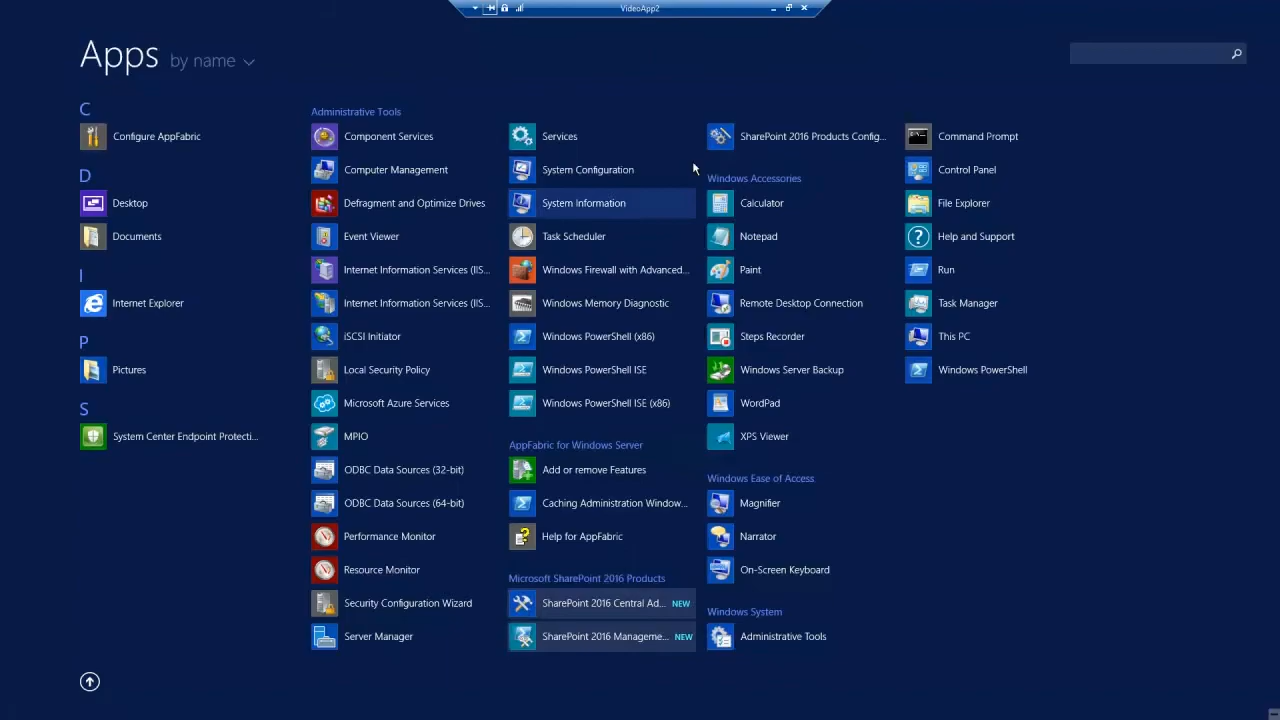 VideoApp2
Apps by name
C
Configure AppFabric
D
Desktop
Documents
I
Internet Explorer
P
Pictures
S
System Center Endpoint Protecti...
Administrative Tools
Component Services
Computer Management
Defragment and Optimize Drives
Event Viewer
Internet Information Services (IIS...
Internet Information Services (IIS...
iSCSI Initiator
Local Security Policy
Microsoft Azure Services
MPIO
ODBC Data Sources (32-bit)
ODBC Data Sources (64-bit)
Performance Monitor
Resource Monitor
Security Configuration Wizard
Server Manager
Services
System Configuration
System Information
Task Scheduler
Windows Firewall with Advanced...
Windows Memory Diagnostic
Windows PowerShell (x86)
Windows PowerShell ISE
Windows PowerShell ISE (x86)
AppFabric for Windows Server
Add or remove Features
Caching Administration Window...
Help for AppFabric
Microsoft SharePoint 2016 Products
SharePoint 2016 Central Ad... NEW
SharePoint 2016 Manageme... NEW
SharePoint 2016 Products Config...
Windows Accessories
Calculator
Notepad
Paint
Remote Desktop Connection
Steps Recorder
Windows Server Backup
WordPad
XPS Viewer
Windows Ease of Access
Magnifier
Narrator
On-Screen Keyboard
Windows System
Administrative Tools
Command Prompt
Control Panel
File Explorer
Help and Support
Run
Task Manager
This PC
Windows PowerShell